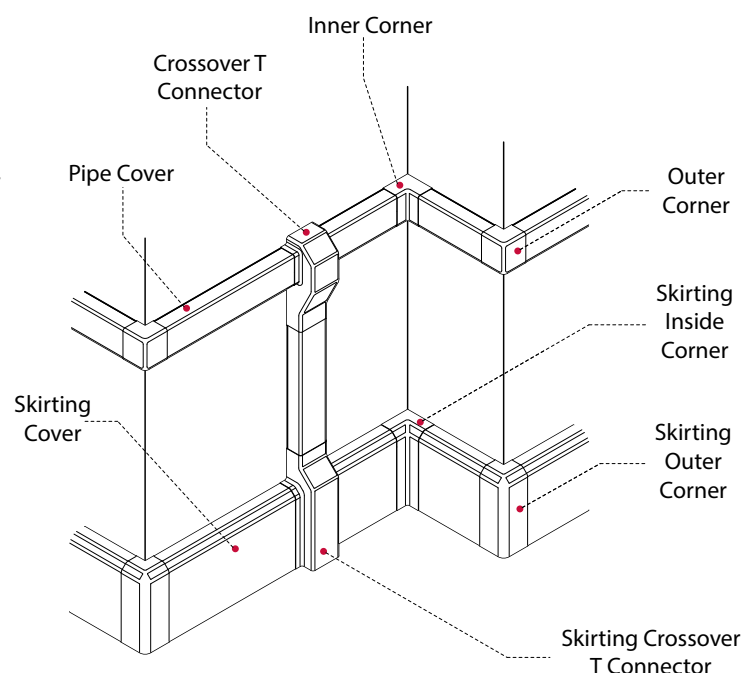 Inner Corner
Crossover T
Connector
Pipe Cover
Outer
Corner
Skirting
Inside
Corner
Skirting
Cover
Skirting
Outer
Corner
Skirting Crossover
T Connector